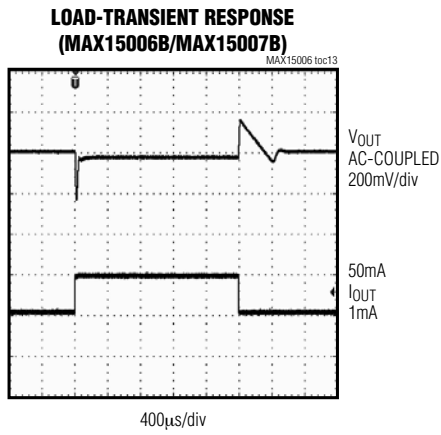 LOAD-TRANSIENT RESPONSE
(MAX15006B/MAX15007B)
MAX15006 toc13
VOUT
AC-COUPLED
200mV/div
50mA
IOUT
1mA
400μs/div